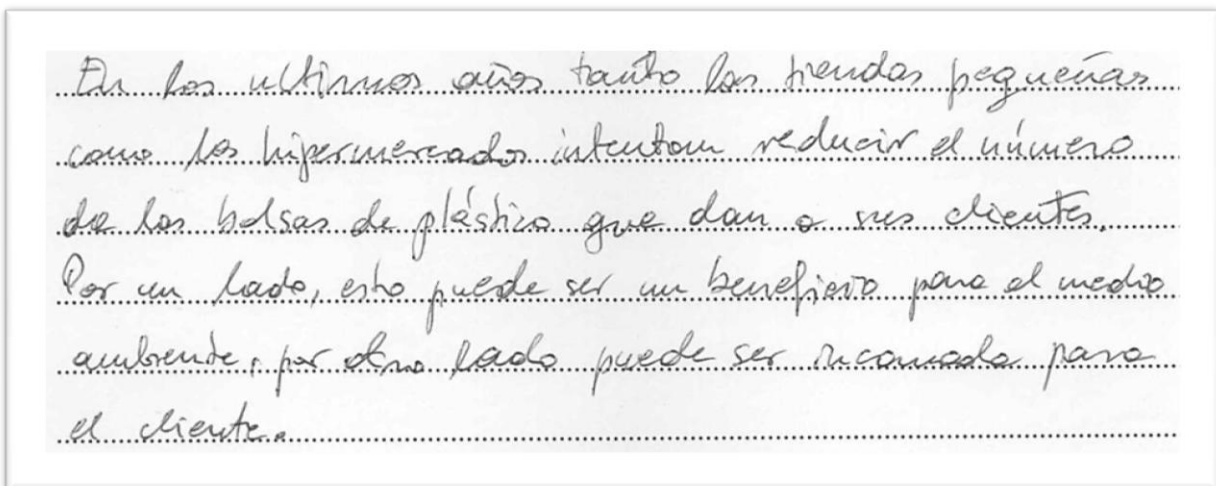 En los ultimos años tanto las tiendas pequeñas
como los hipermercados intentan reducir el número
de las bolsas de plástico que dan a sus clientes.
Por un lado, esto puede ser un beneficio para el medio
ambiente, por otro lado puede ser incomodo para
el cliente.